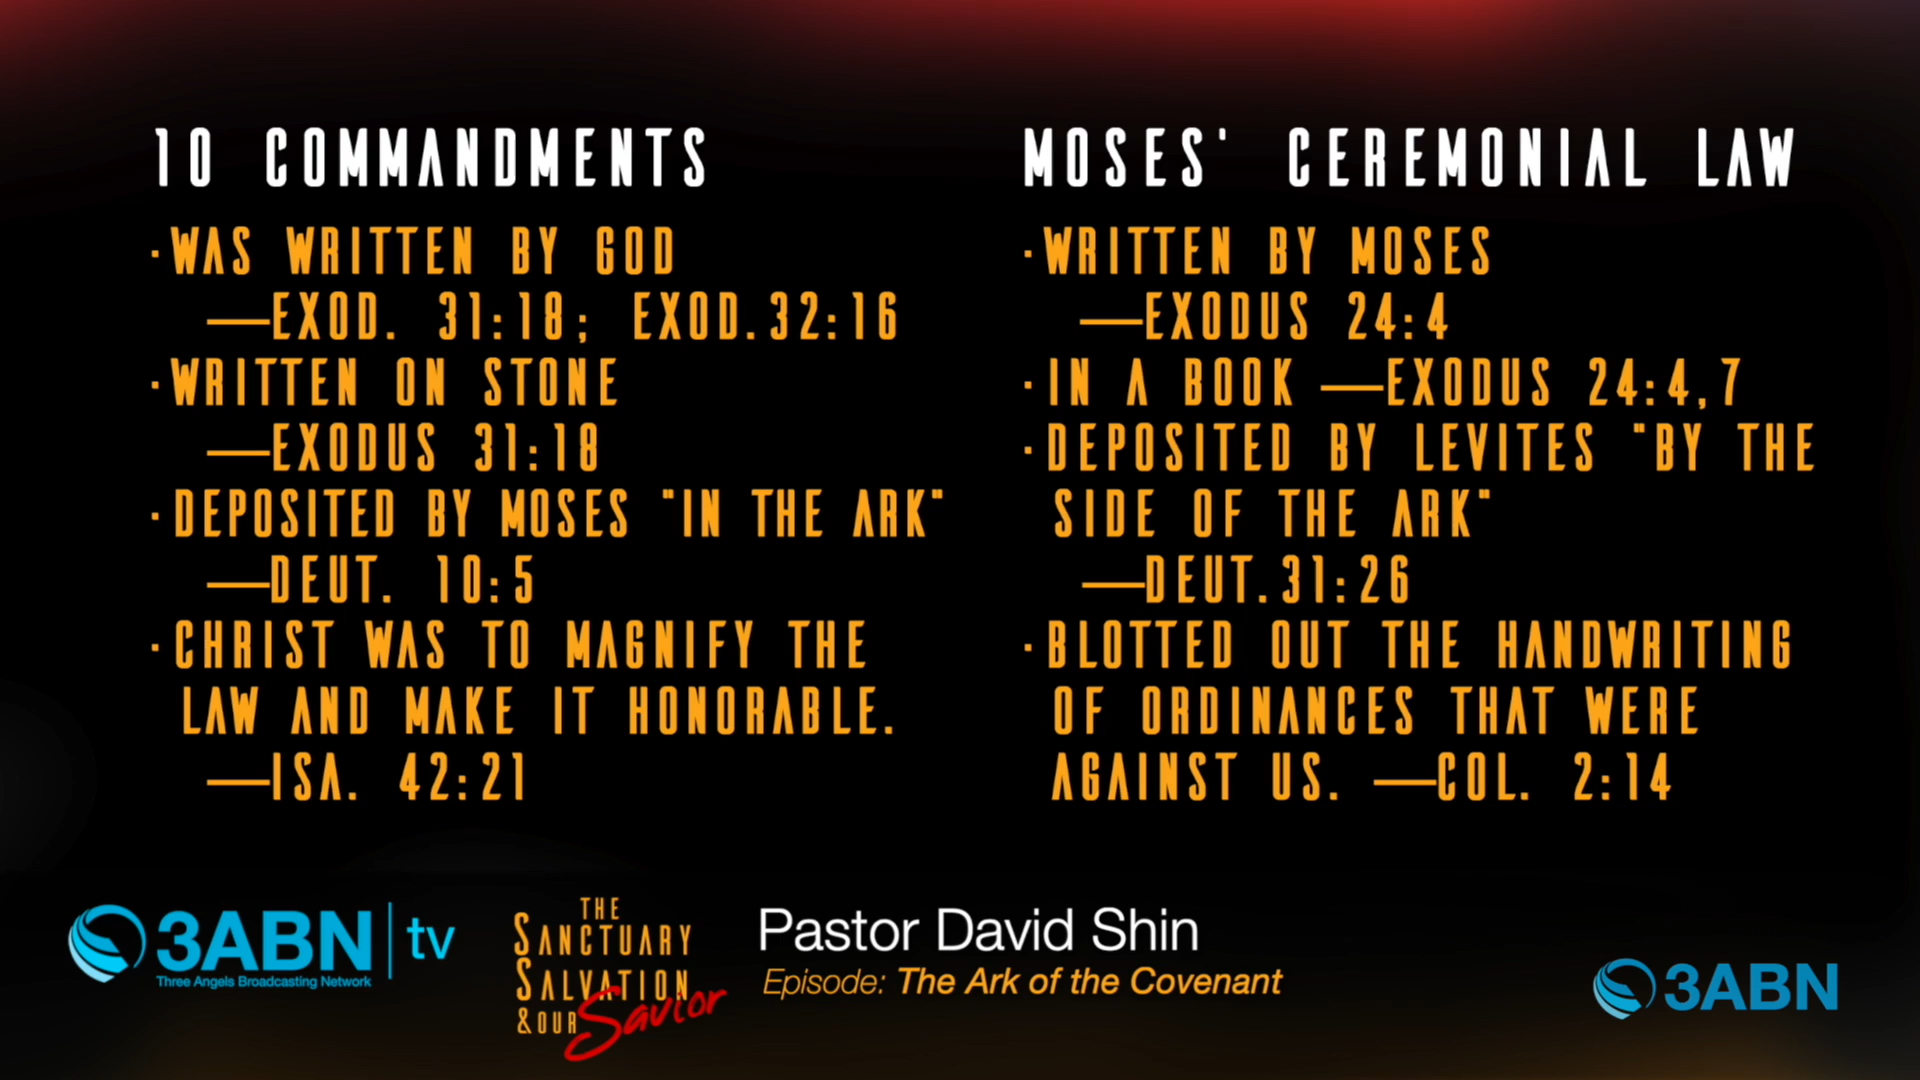 10 COMMANDMENTS
·WAS WRITTEN BY GOD
—EXOD. 31:18; EXOD.32:16
·WRITTEN ON STONE
—EXODUS 31:18
·DEPOSITED BY MOSES "IN THE ARK"
—DEUT. 10:5
·CHRIST WAS TO MAGNIFY THE
LAW AND MAKE IT HONORABLE.
—ISA. 42:21
MOSES' CEREMONIAL LAW
·WRITTEN BY MOSES
—EXODUS 24:4
·IN A BOOK —EXODUS 24:4,7
·DEPOSITED BY LEVITES "BY THE
SIDE OF THE ARK"
—DEUT.31:26
·BLOTTED OUT THE HANDWRITING
OF ORDINANCES THAT WERE
AGAINST US. —COL. 2:14
3ABN tv
Three Angels Broadcasting Network
THE
SANCTUARY
SALVATION
&OUR Savior
Pastor David Shin
Episode: The Ark of the Covenant
3ABN